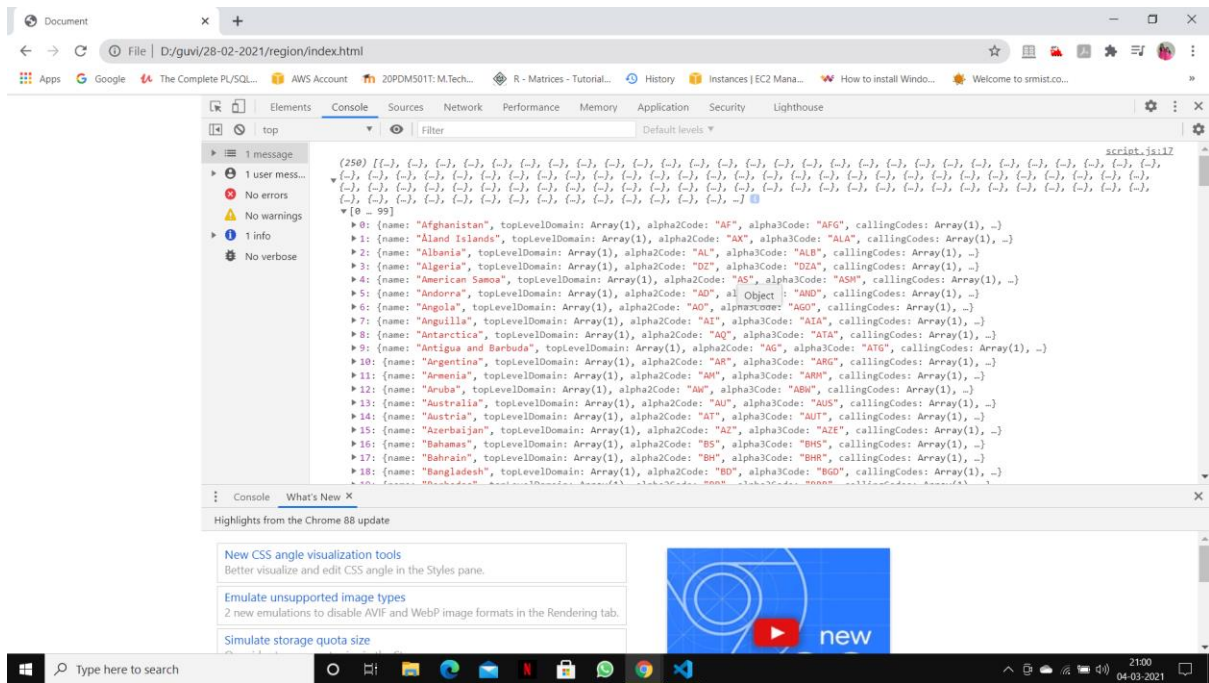 Document
File | D:/guvi/28-02-2021/region/index.html
Apps Google The Complete PL/SQL... AWS Account 20PDM501T: M.Tech... R - Matrices - Tutorial... History Instances | EC2 Mana... How to install Windo... Welcome to srmist.co... »
Elements Console Sources Network Performance Memory Application Security Lighthouse
top Filter Default levels ▼
1 message
1 user mess...
No errors
No warnings
1 info
No verbose
script.js:17
(250) [{…}, {…}, {…}, {…}, {…}, {…}, {…}, {…}, {…}, {…}, {…}, {…}, {…}, {…}, {…}, {…}, {…}, {…}, {…}, {…}, {…}, {…}, {…}, {…}, {…}, {…}, {…},
{…}, {…}, {…}, {…}, {…}, {…}, {…}, {…}, {…}, {…}, {…}, {…}, {…}, {…}, {…}, {…}, {…}, {…}, {…}, {…}, {…}, {…}, {…}, {…}, {…}, {…}, {…},
{…}, {…}, {…}, {…}, {…}, {…}, {…}, {…}, {…}, {…}, {…}, {…}, {…}, {…}, {…}, {…}, {…}, {…}, {…}, {…}, {…}, {…}, {…}, {…}, {…}, {…}, {…},
{…}, {…}, {…}, {…}, {…}, {…}, {…}, {…}, {…}, {…}, {…}, {…}, {…}, …]
▼[0 … 99]
▶0: {name: "Afghanistan", topLevelDomain: Array(1), alpha2Code: "AF", alpha3Code: "AFG", callingCodes: Array(1), …}
▶1: {name: "Åland Islands", topLevelDomain: Array(1), alpha2Code: "AX", alpha3Code: "ALA", callingCodes: Array(1), …}
▶2: {name: "Albania", topLevelDomain: Array(1), alpha2Code: "AL", alpha3Code: "ALB", callingCodes: Array(1), …}
▶3: {name: "Algeria", topLevelDomain: Array(1), alpha2Code: "DZ", alpha3Code: "DZA", callingCodes: Array(1), …}
▶4: {name: "American Samoa", topLevelDomain: Array(1), alpha2Code: "AS", alpha3Code: "ASM", callingCodes: Array(1), …}
▶5: {name: "Andorra", topLevelDomain: Array(1), alpha2Code: "AD", al Object : "AND", callingCodes: Array(1), …}
▶6: {name: "Angola", topLevelDomain: Array(1), alpha2Code: "AO", alpha3Code: "AGO", callingCodes: Array(1), …}
▶7: {name: "Anguilla", topLevelDomain: Array(1), alpha2Code: "AI", alpha3Code: "AIA", callingCodes: Array(1), …}
▶8: {name: "Antarctica", topLevelDomain: Array(1), alpha2Code: "AQ", alpha3Code: "ATA", callingCodes: Array(1), …}
▶9: {name: "Antigua and Barbuda", topLevelDomain: Array(1), alpha2Code: "AG", alpha3Code: "ATG", callingCodes: Array(1), …}
▶10: {name: "Argentina", topLevelDomain: Array(1), alpha2Code: "AR", alpha3Code: "ARG", callingCodes: Array(1), …}
▶11: {name: "Armenia", topLevelDomain: Array(1), alpha2Code: "AM", alpha3Code: "ARM", callingCodes: Array(1), …}
▶12: {name: "Aruba", topLevelDomain: Array(1), alpha2Code: "AW", alpha3Code: "ABW", callingCodes: Array(1), …}
▶13: {name: "Australia", topLevelDomain: Array(1), alpha2Code: "AU", alpha3Code: "AUS", callingCodes: Array(1), …}
▶14: {name: "Austria", topLevelDomain: Array(1), alpha2Code: "AT", alpha3Code: "AUT", callingCodes: Array(1), …}
▶15: {name: "Azerbaijan", topLevelDomain: Array(1), alpha2Code: "AZ", alpha3Code: "AZE", callingCodes: Array(1), …}
▶16: {name: "Bahamas", topLevelDomain: Array(1), alpha2Code: "BS", alpha3Code: "BHS", callingCodes: Array(1), …}
▶17: {name: "Bahrain", topLevelDomain: Array(1), alpha2Code: "BH", alpha3Code: "BHR", callingCodes: Array(1), …}
▶18: {name: "Bangladesh", topLevelDomain: Array(1), alpha2Code: "BD", alpha3Code: "BGD", callingCodes: Array(1), …}
Console What's New ×
Highlights from the Chrome 88 update
New CSS angle visualization tools
Better visualize and edit CSS angle in the Styles pane.
Emulate unsupported image types
2 new emulations to disable AVIF and WebP image formats in the Rendering tab.
Simulate storage quota size
new
Type here to search
21:00
04-03-2021